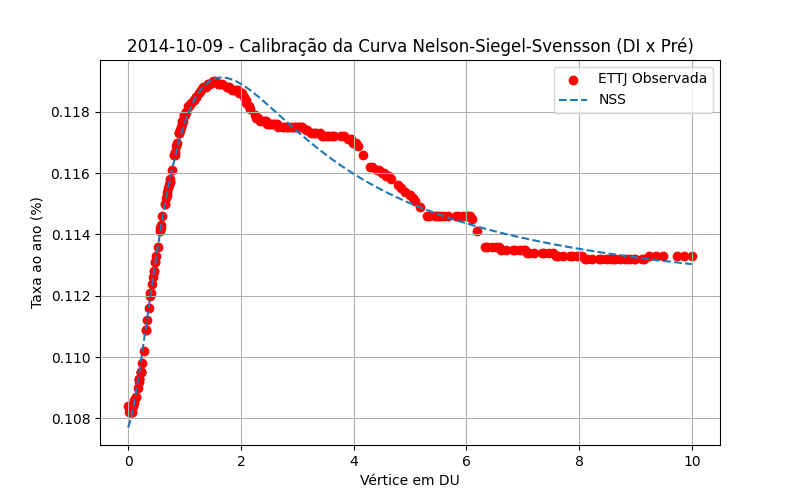 2014-10-09 - Calibração da Curva Nelson-Siegel-Svensson (DI x Pré)
ETTJ Observada
NSS
Taxa ao ano (%)
0.118
0.116
0.114
0.112
0.110
0.108
0 2 4 6 8 10
Vértice em DU